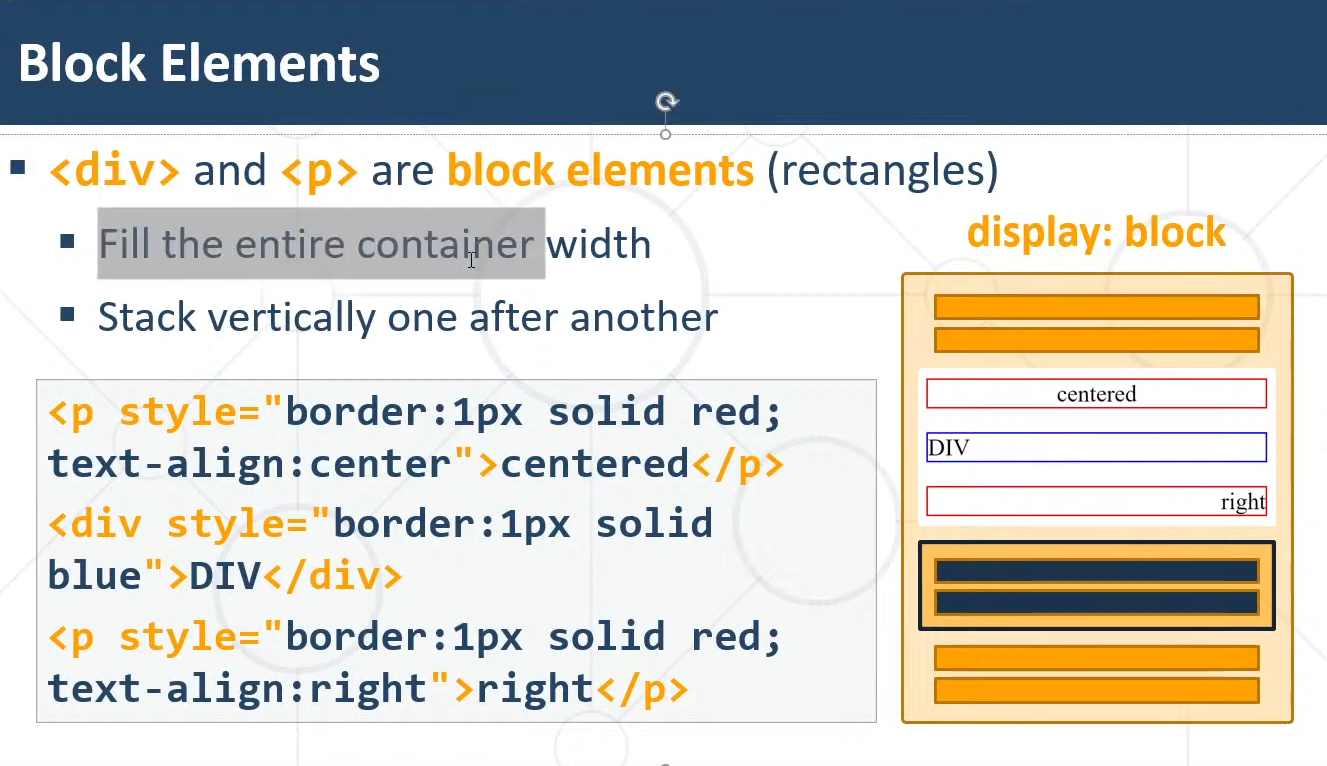 Block Elements
<div> and <p> are block elements (rectangles)
Fill the entire container width
Stack vertically one after another
display: block
<p style="border:1px solid red;
text-align:center">centered</p>
<div style="border:1px solid
blue">DIV</div>
<p style="border:1px solid red;
text-align:right">right</p>
centered
DIV
right